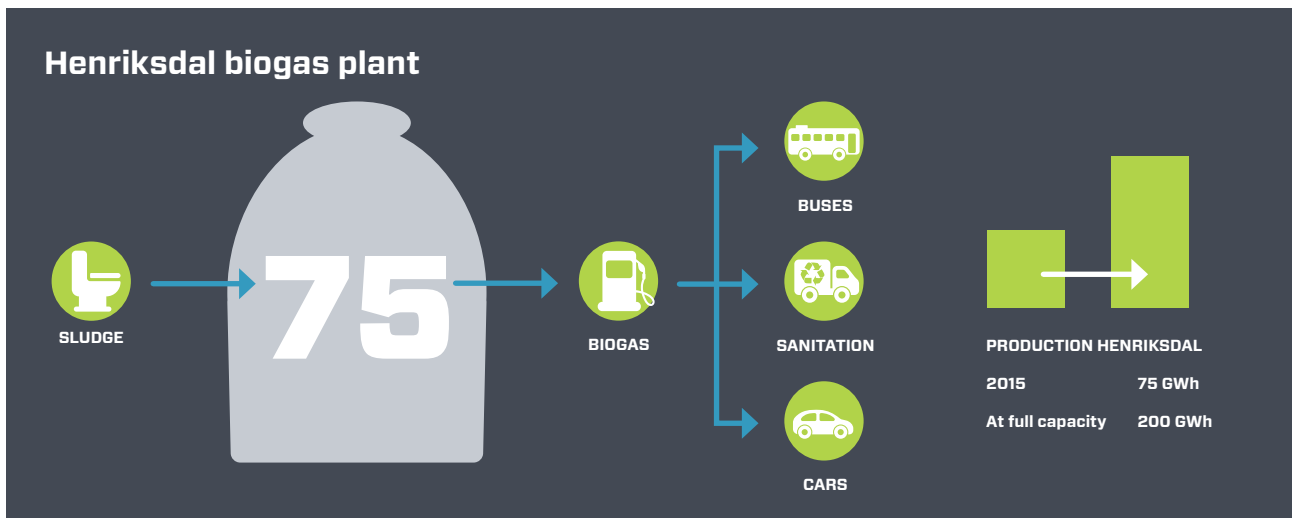 Henriksdal biogas plant
SLUDGE
75
BIOGAS
BUSES
SANITATION
CARS
PRODUCTION HENRIKSDAL
2015 75 GWh
At full capacity 200 GWh